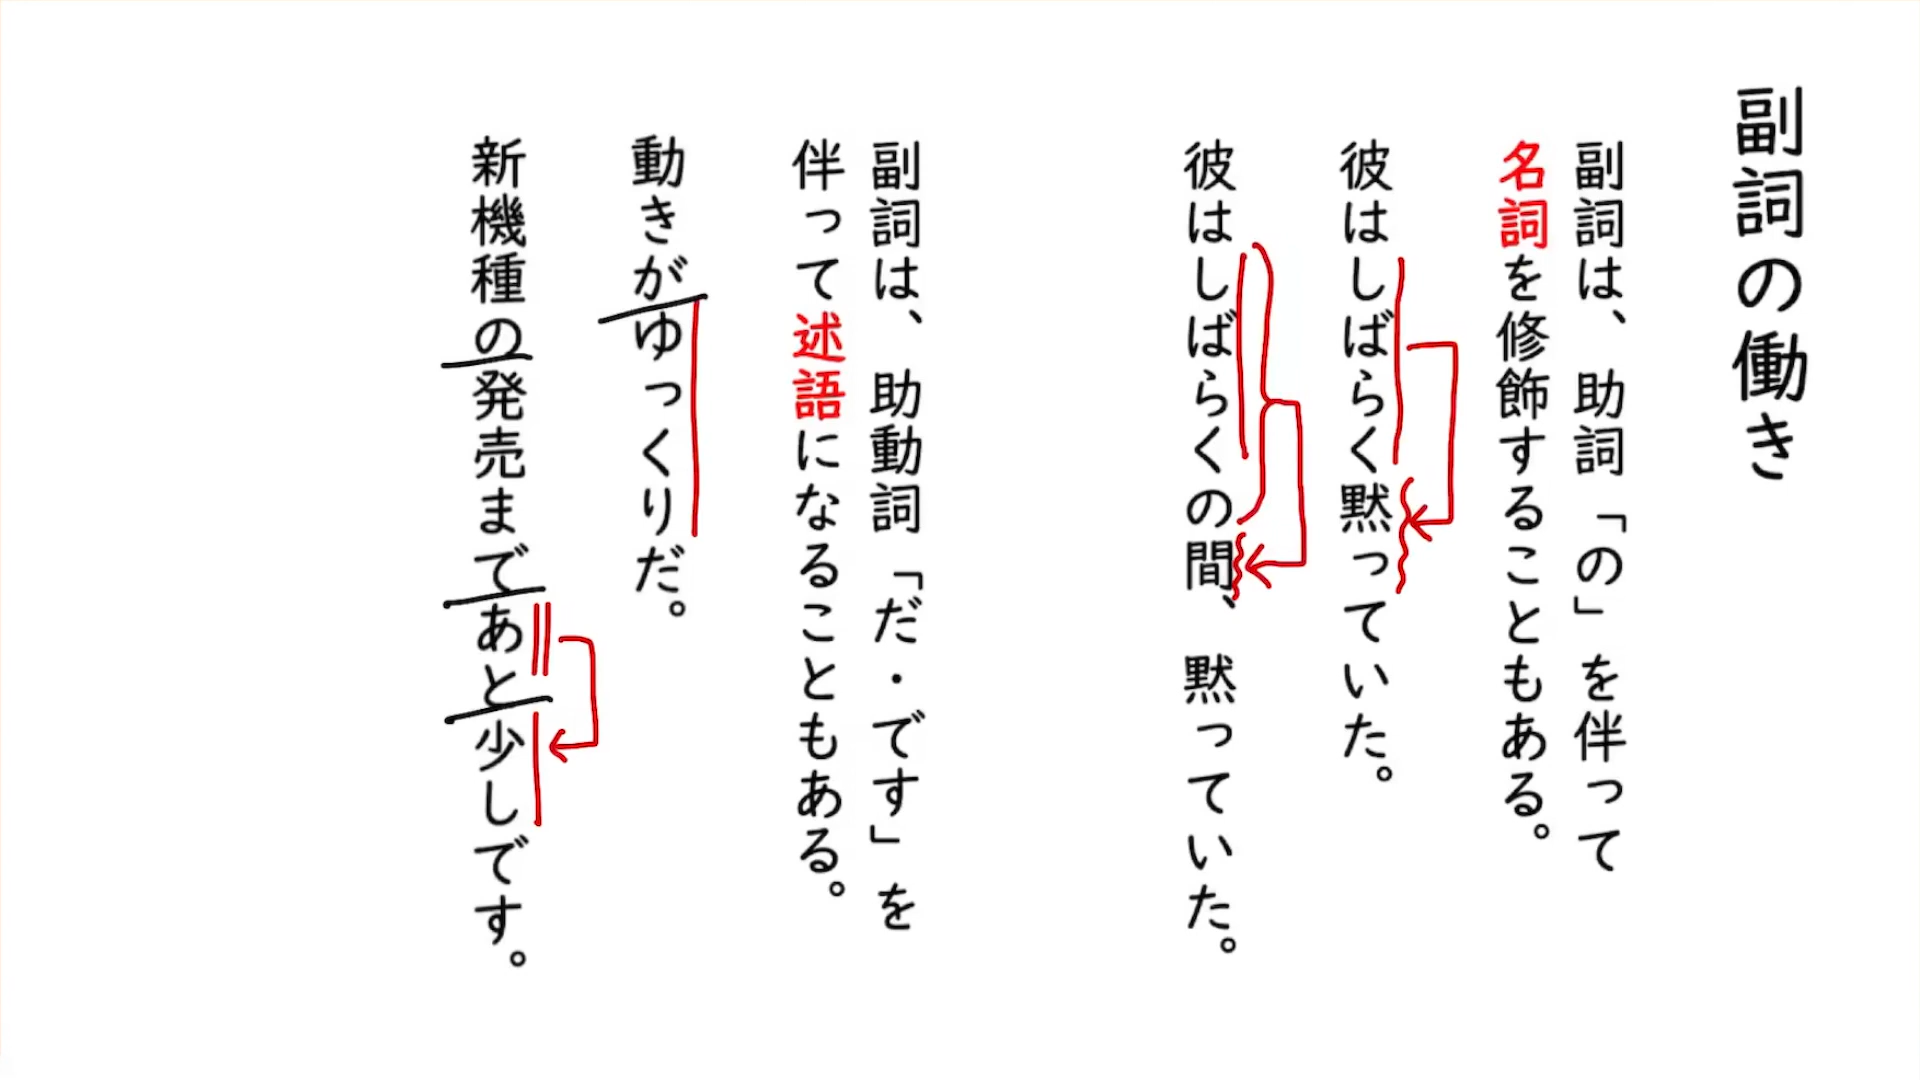 副詞の働き
副詞は、助詞「の」を伴って
名詞を修飾することもある。
彼はしばらく黙っていた。
彼はしばらくの間、黙っていた。
副詞は、助動詞「だ・です」を
伴って述語になることもある。
動きがゆっくりだ。
新機種の発売まであと少しです。